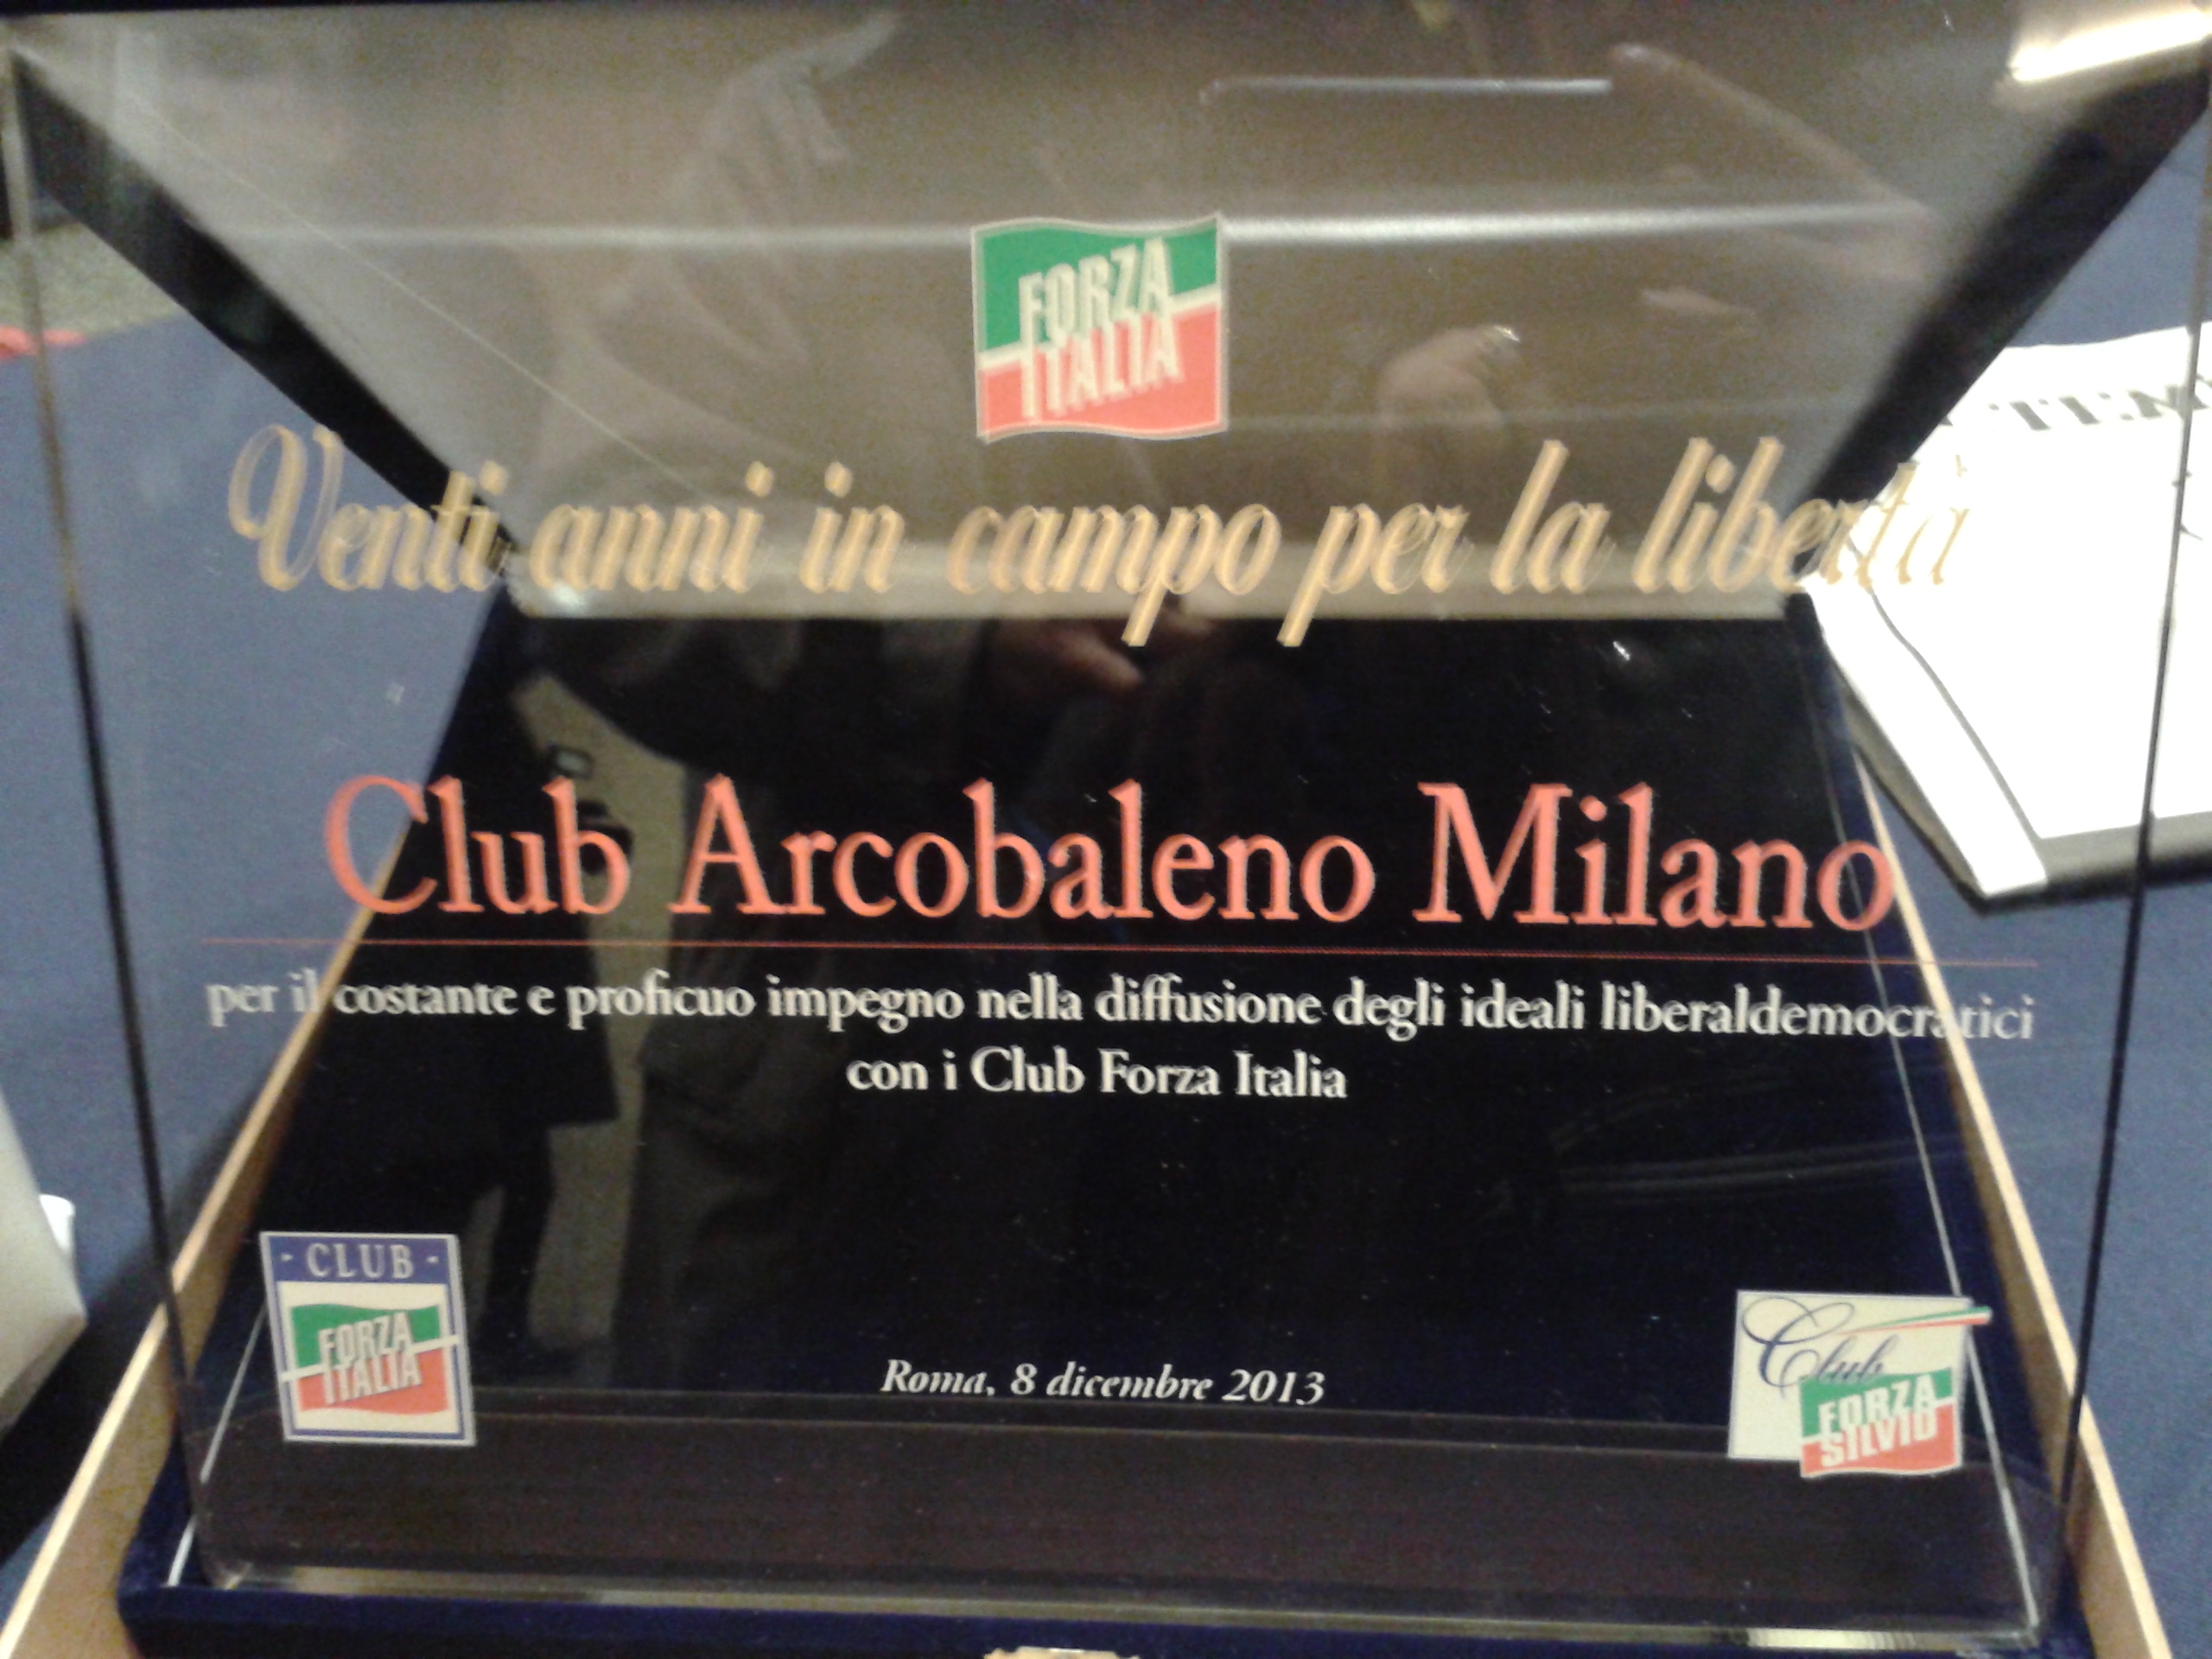 FORZA
ITALIA
Venti anni in campo per la libertà
Club Arcobaleno Milano
per il costante e proficuo impegno nella diffusione degli ideali liberaldemocratici
con i Club Forza Italia
- CLUB -
FORZA
ITALIA
Roma, 8 dicembre 2013
Club
FORZA
SILVIO